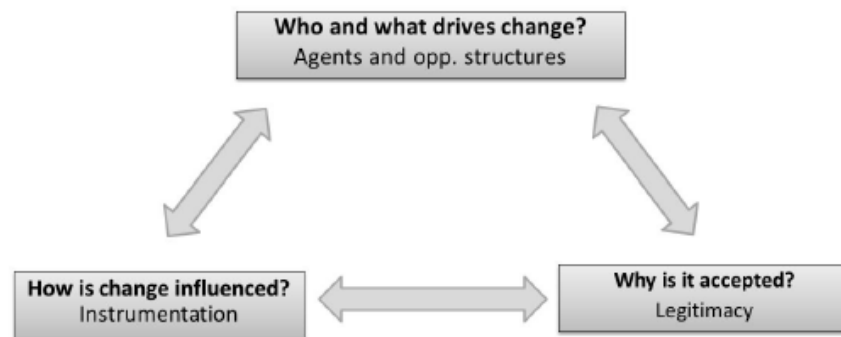 Who and what drives change?
Agents and opp. structures
How is change influenced?
Instrumentation
Why is it accepted?
Legitimacy